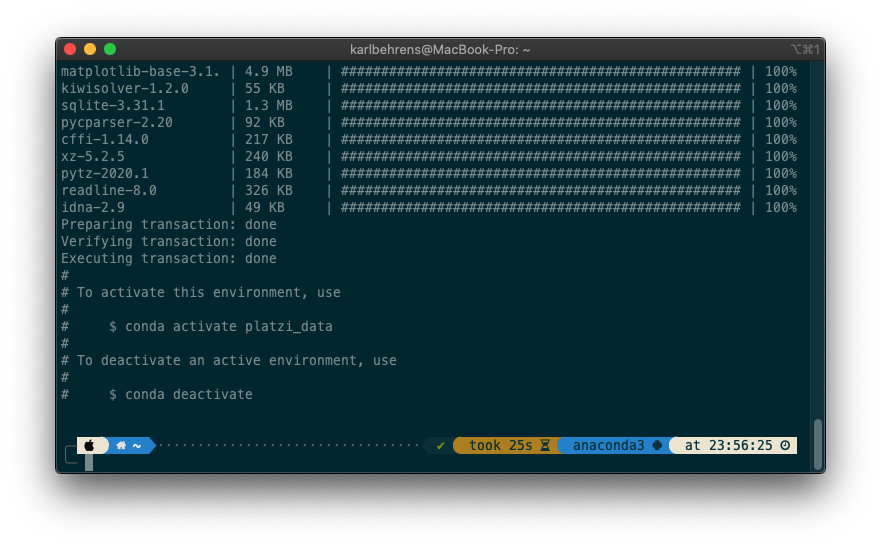 karlbehrens@MacBook-Pro: ~ ⌥⌘1
matplotlib-base-3.1. | 4.9 MB | ################################################## | 100%
kiwisolver-1.2.0 | 55 KB | ################################################## | 100%
sqlite-3.31.1 | 1.3 MB | ################################################## | 100%
pycparser-2.20 | 92 KB | ################################################## | 100%
cffi-1.14.0 | 217 KB | ################################################## | 100%
xz-5.2.5 | 240 KB | ################################################## | 100%
pytz-2020.1 | 184 KB | ################################################## | 100%
readline-8.0 | 326 KB | ################################################## | 100%
idna-2.9 | 49 KB | ################################################## | 100%
Preparing transaction: done
Verifying transaction: done
Executing transaction: done
#
# To activate this environment, use
#
# $ conda activate platzi_data
#
# To deactivate an active environment, use
#
# $ conda deactivate
~ ································· ✓ took 25s anaconda3 at 23:56:25